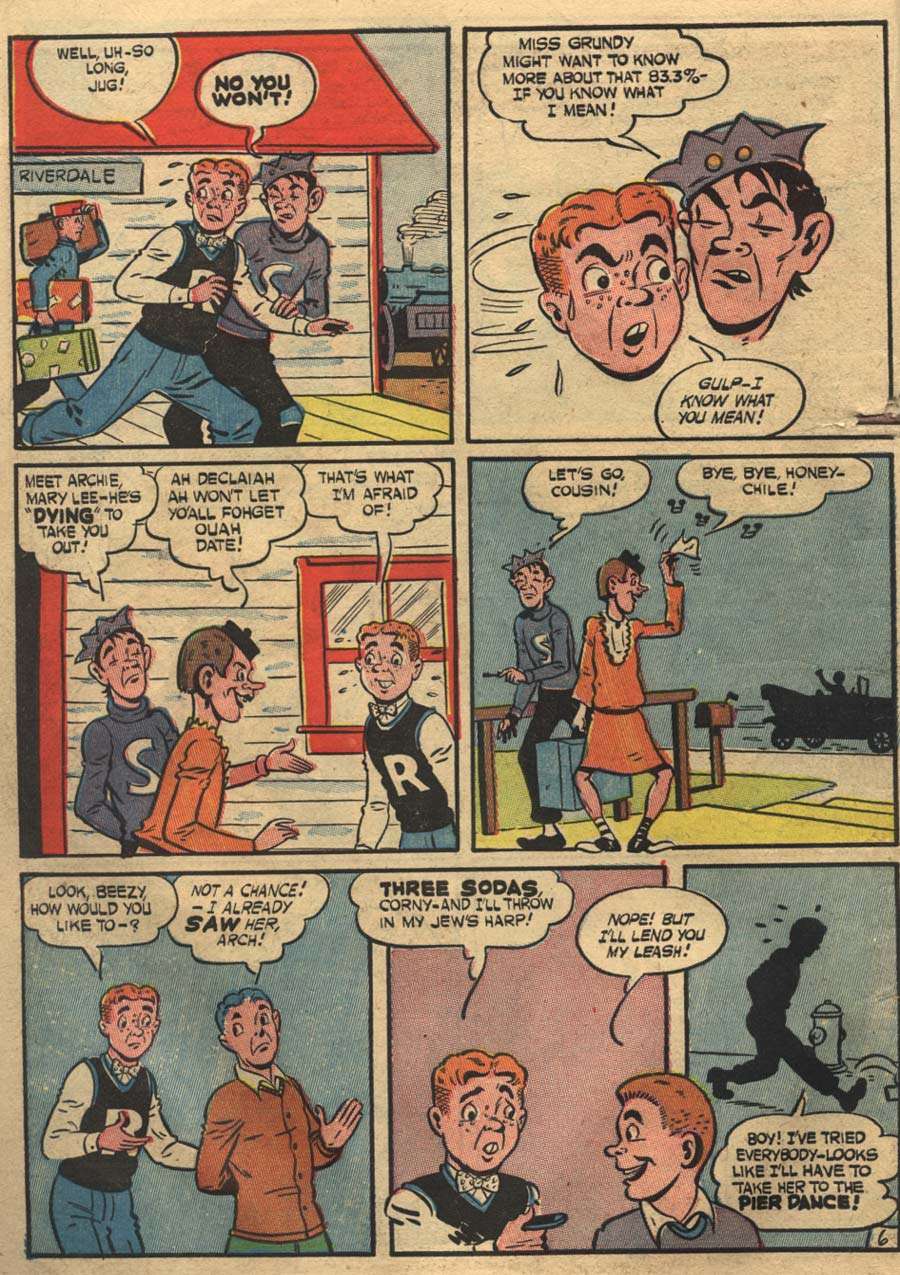 WELL, UH-SO
LONG,
JUG!
NO YOU
WON'T!
RIVERDALE
R
S
MISS GRUNDY
MIGHT WANT TO KNOW
MORE ABOUT THAT 83.3%-
IF YOU KNOW WHAT
I MEAN!
GULP-I
KNOW WHAT
YOU MEAN!
MEET ARCHIE,
MARY LEE-HE'S
"DYING" TO
TAKE YOU
OUT!
AH DECLAIAH
AH WON'T LET
YO'ALL FOHGET
OUAH
DATE!
THAT'S WHAT
I'M AFRAID
OF!
S
R
LET'S GO,
COUSIN!
BYE, BYE, HONEY-
CHILE!
S
LOOK, BEEZY,
HOW WOULD YOU
LIKE TO-?
NOT A CHANCE!
- I ALREADY
SAW HER,
ARCH!
R
THREE SODAS,
CORNY-AND I'LL THROW
IN MY JEW'S HARP!
NOPE! BUT
I'LL LEND YOU
MY LEASH!
BOY! I'VE TRIED
EVERYBODY-LOOKS
LIKE I'LL HAVE TO
TAKE HER TO THE
PIER DANCE!
6